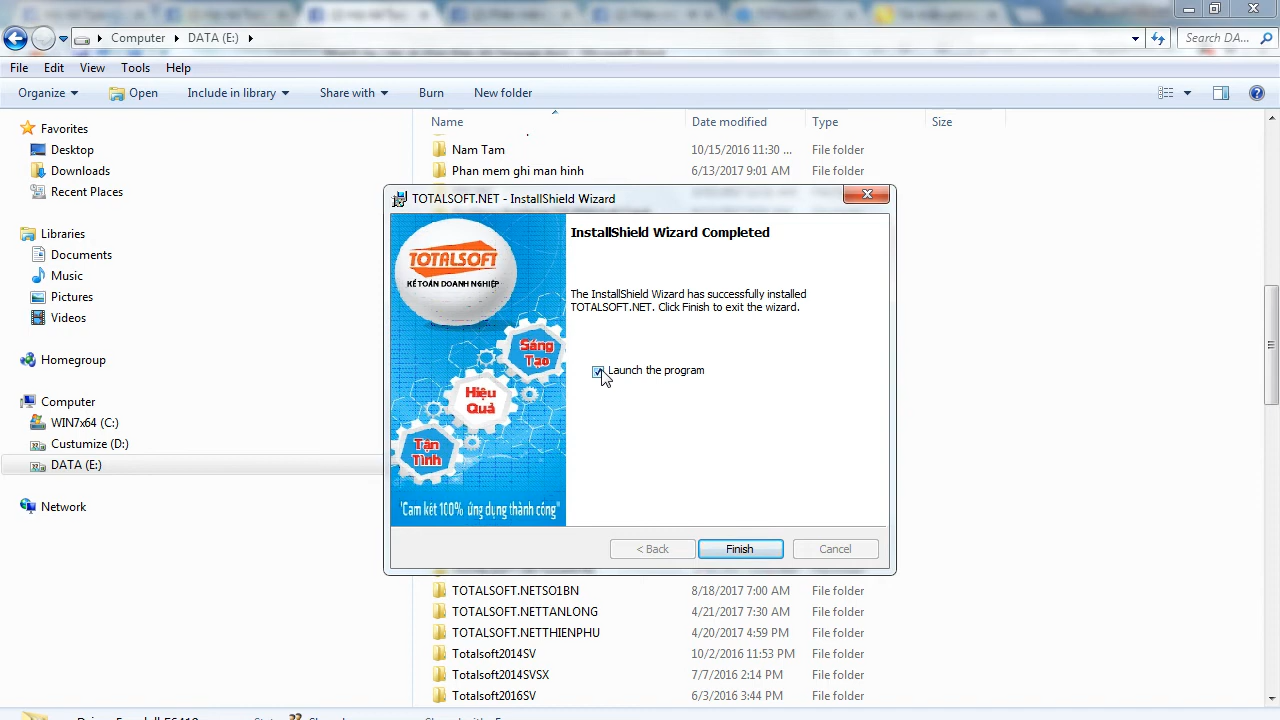 Computer
DATA (E:)
Search DA...
File
Edit
View
Tools
Help
Organize
Open
Include in library
Share with
Burn
New folder
Favorites
Desktop
Downloads
Recent Places
Libraries
Documents
Music
Pictures
Videos
Homegroup
Computer
WIN7x64 (C:)
Custumize (D:)
DATA (E:)
Network
Name
Date modified
Type
Size
Nam Tam 10/15/2016 11:30 ... File folder
Phan mem ghi man hinh 6/13/2017 9:01 AM File folder
TOTALSOFT.NET - InstallShield Wizard
TOTALSOFT
KẾ TOÁN DOANH NGHIỆP
Sáng
Tạo
Hiệu
Quả
Tận
Tình
"Cam kết 100% ứng dụng thành công"
InstallShield Wizard Completed
The InstallShield Wizard has successfully installed
TOTALSOFT.NET. Click Finish to exit the wizard.
Launch the program
< Back
Finish
Cancel
TOTALSOFT.NETSO1BN 8/18/2017 7:00 AM File folder
TOTALSOFT.NETTANLONG 4/21/2017 7:30 AM File folder
TOTALSOFT.NETTHIENPHU 4/20/2017 4:59 PM File folder
Totalsoft2014SV 10/2/2016 11:53 PM File folder
Totalsoft2014SVSX 7/7/2016 2:14 PM File folder
Totalsoft2016SV 6/3/2016 3:44 PM File folder